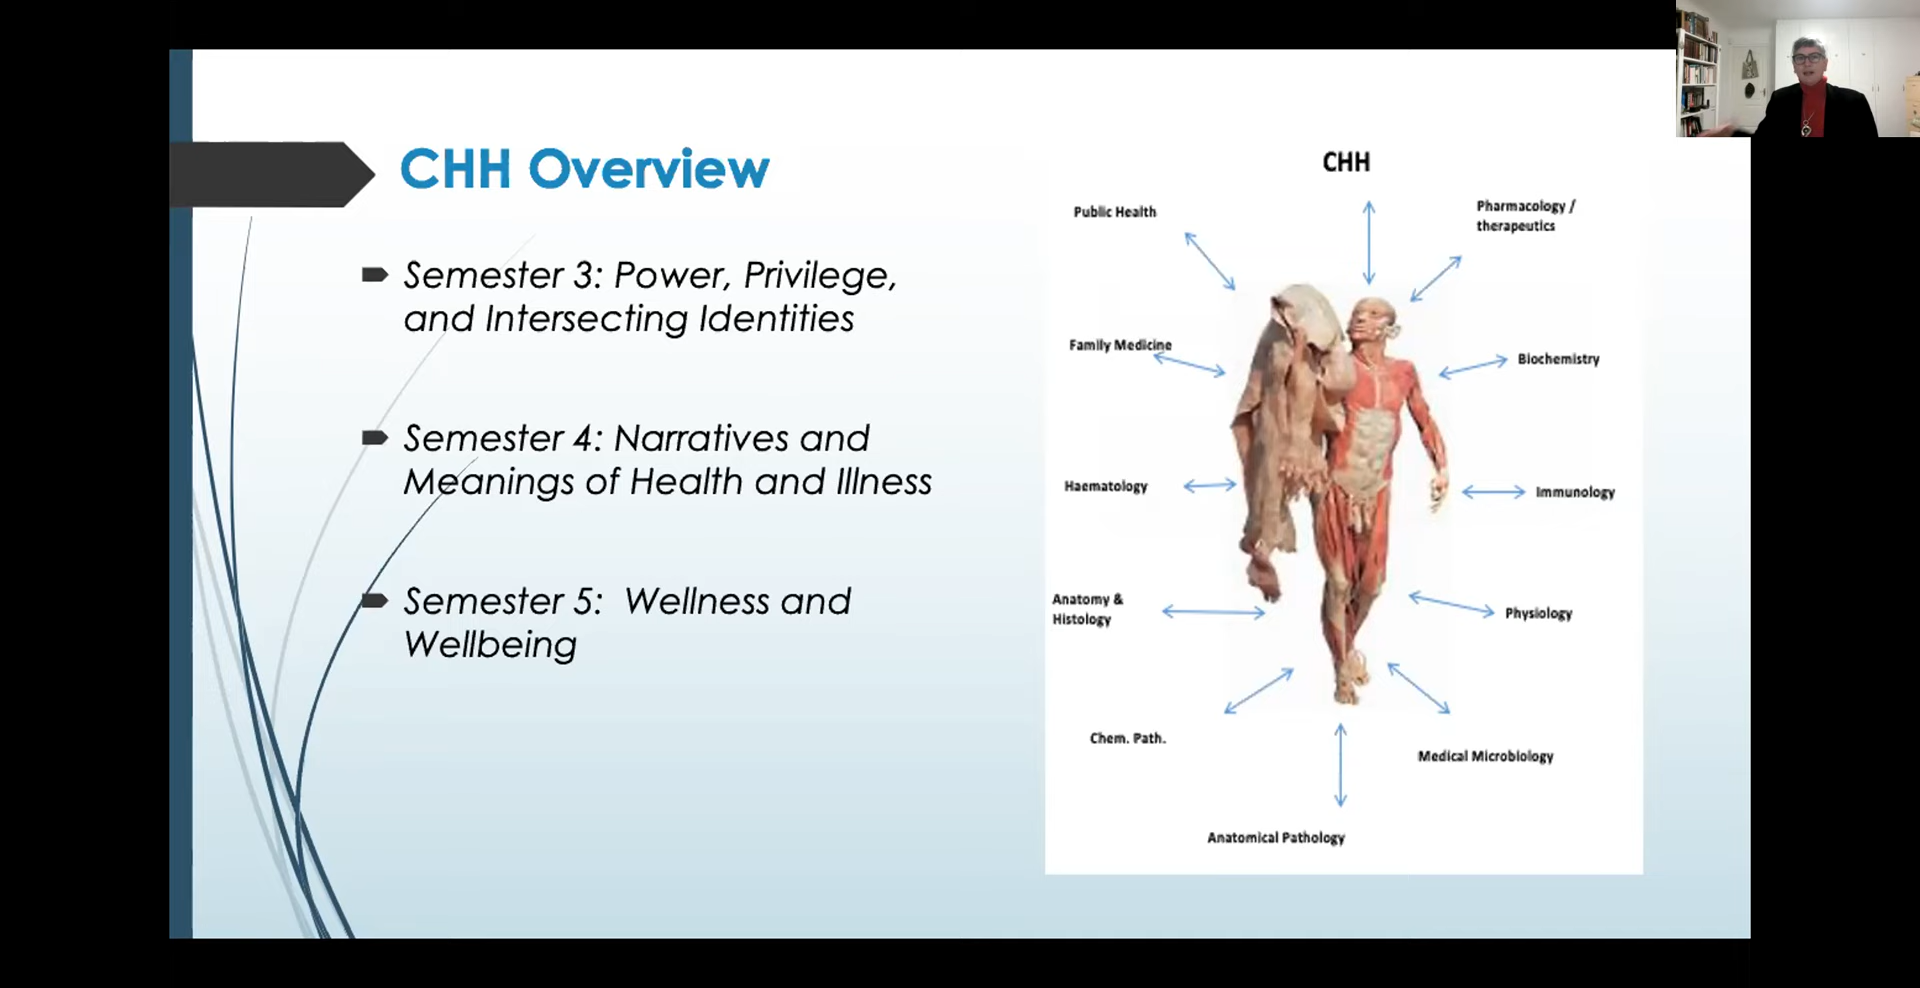 CHH Overview
Semester 3: Power, Privilege,
and Intersecting Identities
Semester 4: Narratives and
Meanings of Health and Illness
Semester 5:  Wellness and
Wellbeing
CHH
Public Health
Pharmacology /
therapeutics
Family Medicine
Biochemistry
Haematology
Immunology
Anatomy &
Histology
Physiology
Chem. Path.
Medical Microbiology
Anatomical Pathology